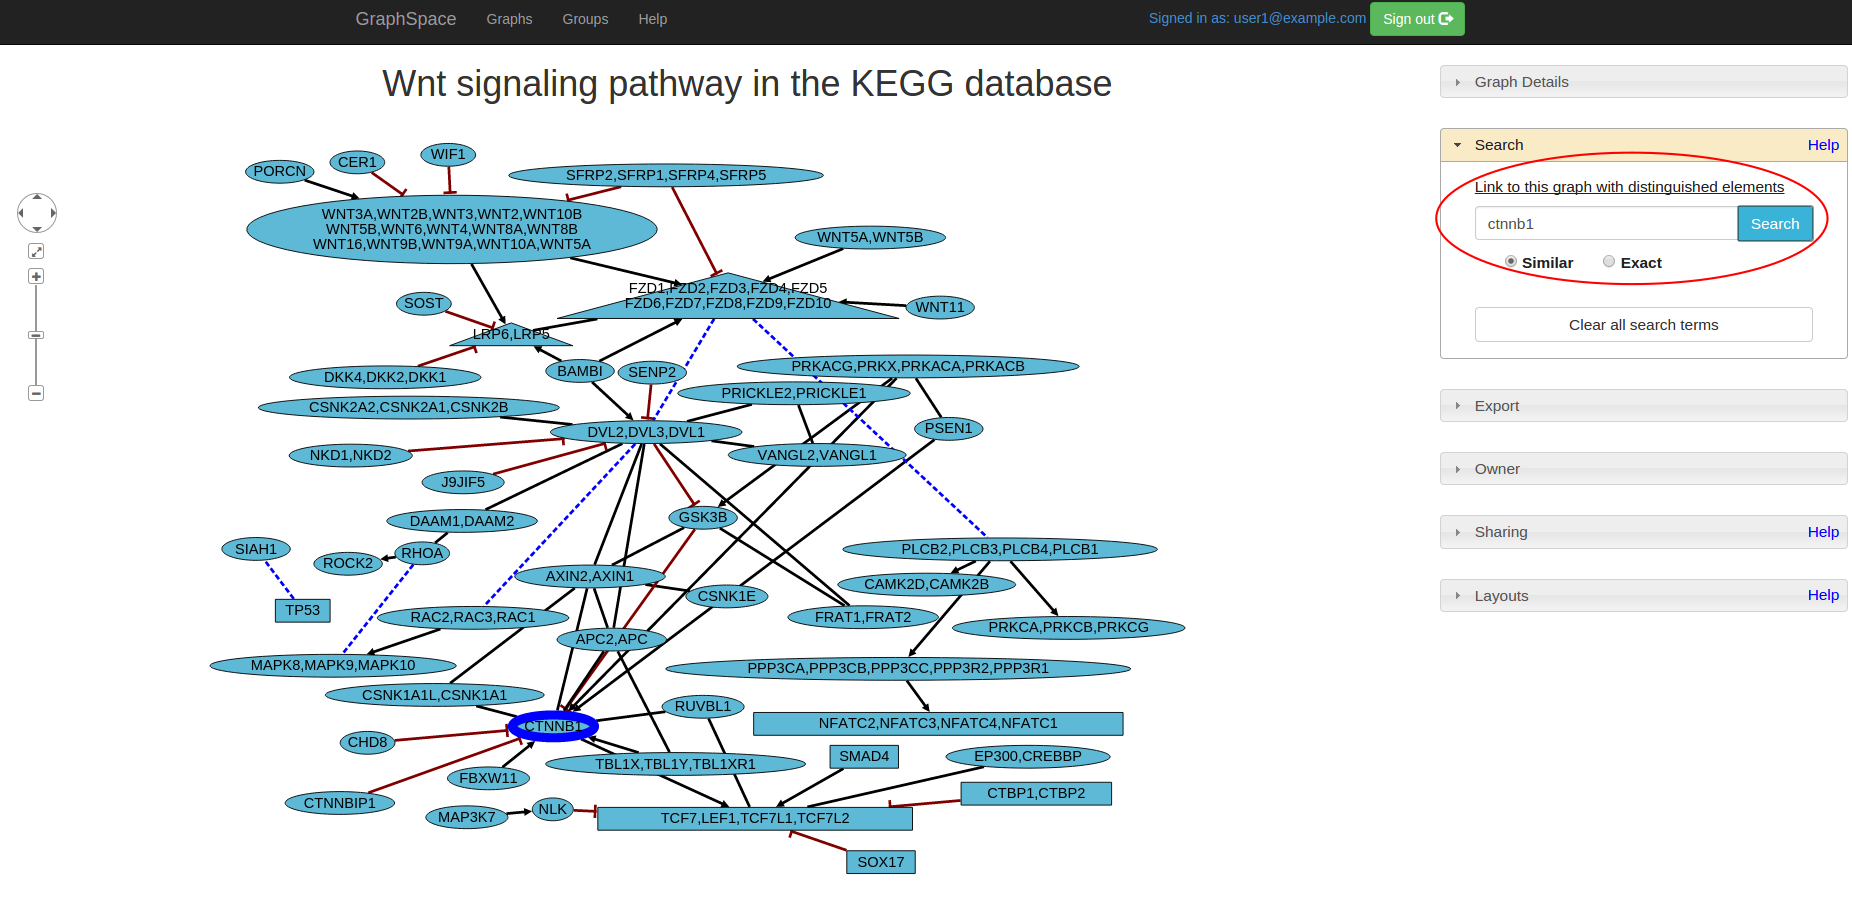 GraphSpace Graphs Groups Help Signed in as: user1@example.com Sign out
Wnt signaling pathway in the KEGG database
Graph Details
Search Help
Link to this graph with distinguished elements
ctnnb1 Search
Similar Exact
Clear all search terms
Export
Owner
Sharing Help
Layouts Help
PORCN
CER1
WIF1
SFRP2,SFRP1,SFRP4,SFRP5
WNT3A,WNT2B,WNT3,WNT2,WNT10B
WNT5B,WNT6,WNT4,WNT8A,WNT8B
WNT16,WNT9B,WNT9A,WNT10A,WNT5A
WNT5A,WNT5B
FZD1,FZD2,FZD3,FZD4,FZD5
FZD6,FZD7,FZD8,FZD9,FZD10
SOST
WNT11
LRP6,LRP5
DKK4,DKK2,DKK1
BAMBI
SENP2
PRKACG,PRKX,PRKACA,PRKACB
PRICKLE2,PRICKLE1
CSNK2A2,CSNK2A1,CSNK2B
DVL2,DVL3,DVL1
PSEN1
NKD1,NKD2
VANGL2,VANGL1
J9JIF5
GSK3B
DAAM1,DAAM2
SIAH1
ROCK2
RHOA
PLCB2,PLCB3,PLCB4,PLCB1
AXIN2,AXIN1
CAMK2D,CAMK2B
CSNK1E
TP53
RAC2,RAC3,RAC1
FRAT1,FRAT2
PRKCA,PRKCB,PRKCG
APC2,APC
MAPK8,MAPK9,MAPK10
PPP3CA,PPP3CB,PPP3CC,PPP3R2,PPP3R1
CSNK1A1L,CSNK1A1
RUVBL1
CTNNB1
NFATC2,NFATC3,NFATC4,NFATC1
CHD8
SMAD4
EP300,CREBBP
TBL1X,TBL1Y,TBL1XR1
FBXW11
CTBP1,CTBP2
CTNNBIP1
NLK
MAP3K7
TCF7,LEF1,TCF7L1,TCF7L2
SOX17